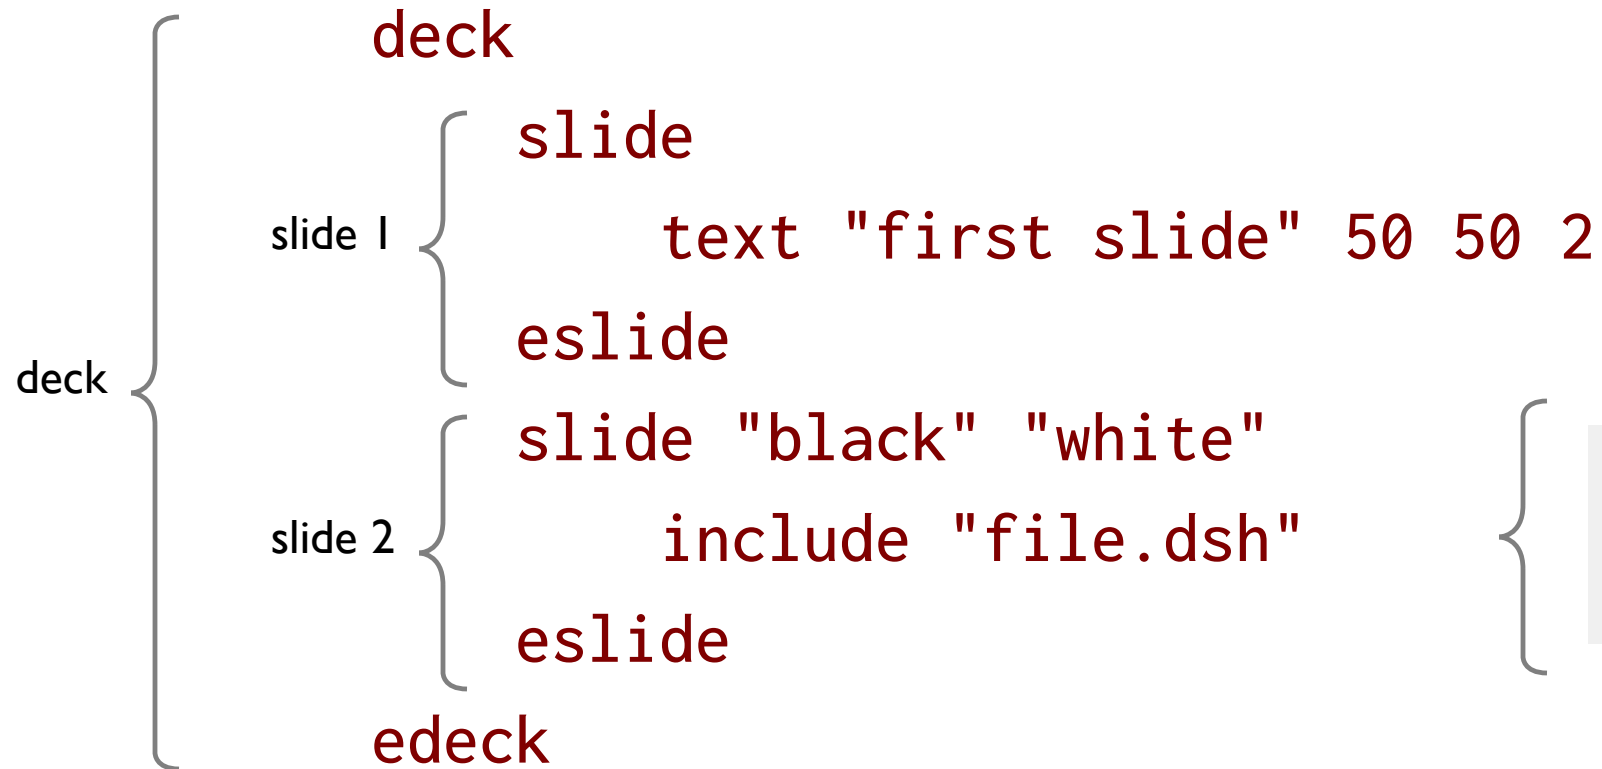 deck
slide
slide 1
text "first slide" 50 50 2
eslide
deck
slide "black" "white"
slide 2
include "file.dsh"
eslide
edeck